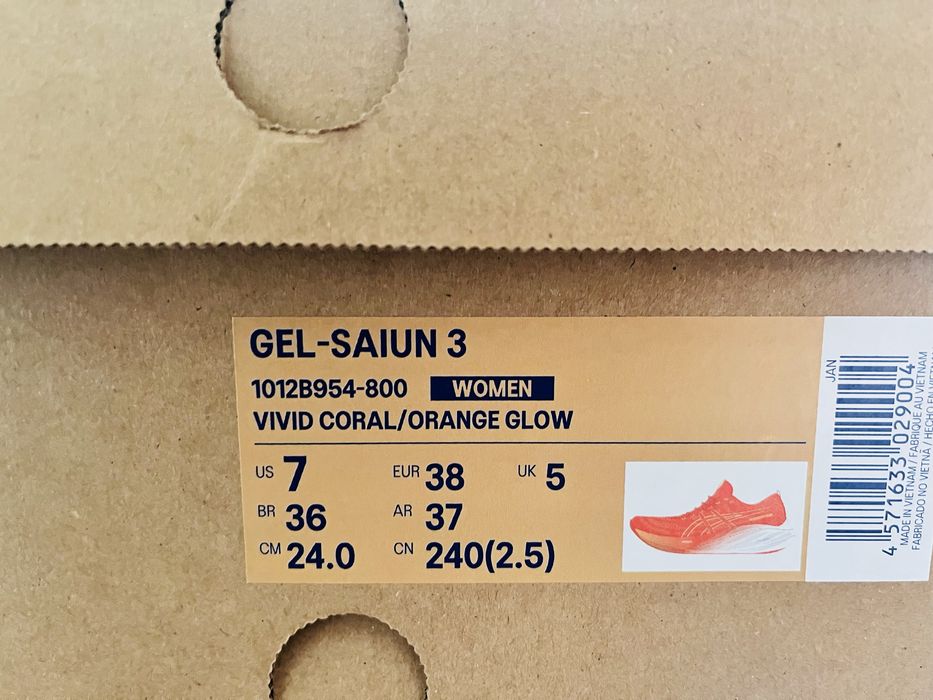 GEL-SAIUN 3
1012B954-800 WOMEN
VIVID CORAL/ORANGE GLOW
US 7 EUR 38 UK 5
BR 36 AR 37
CM 24.0 CN 240(2.5)
JAN
4 571633 029004
MADE IN VIETNAM / FABRIQUÉ AU VIETNAM
FABRICADO NO VIETNÃ / HECHO EN VIETNAM